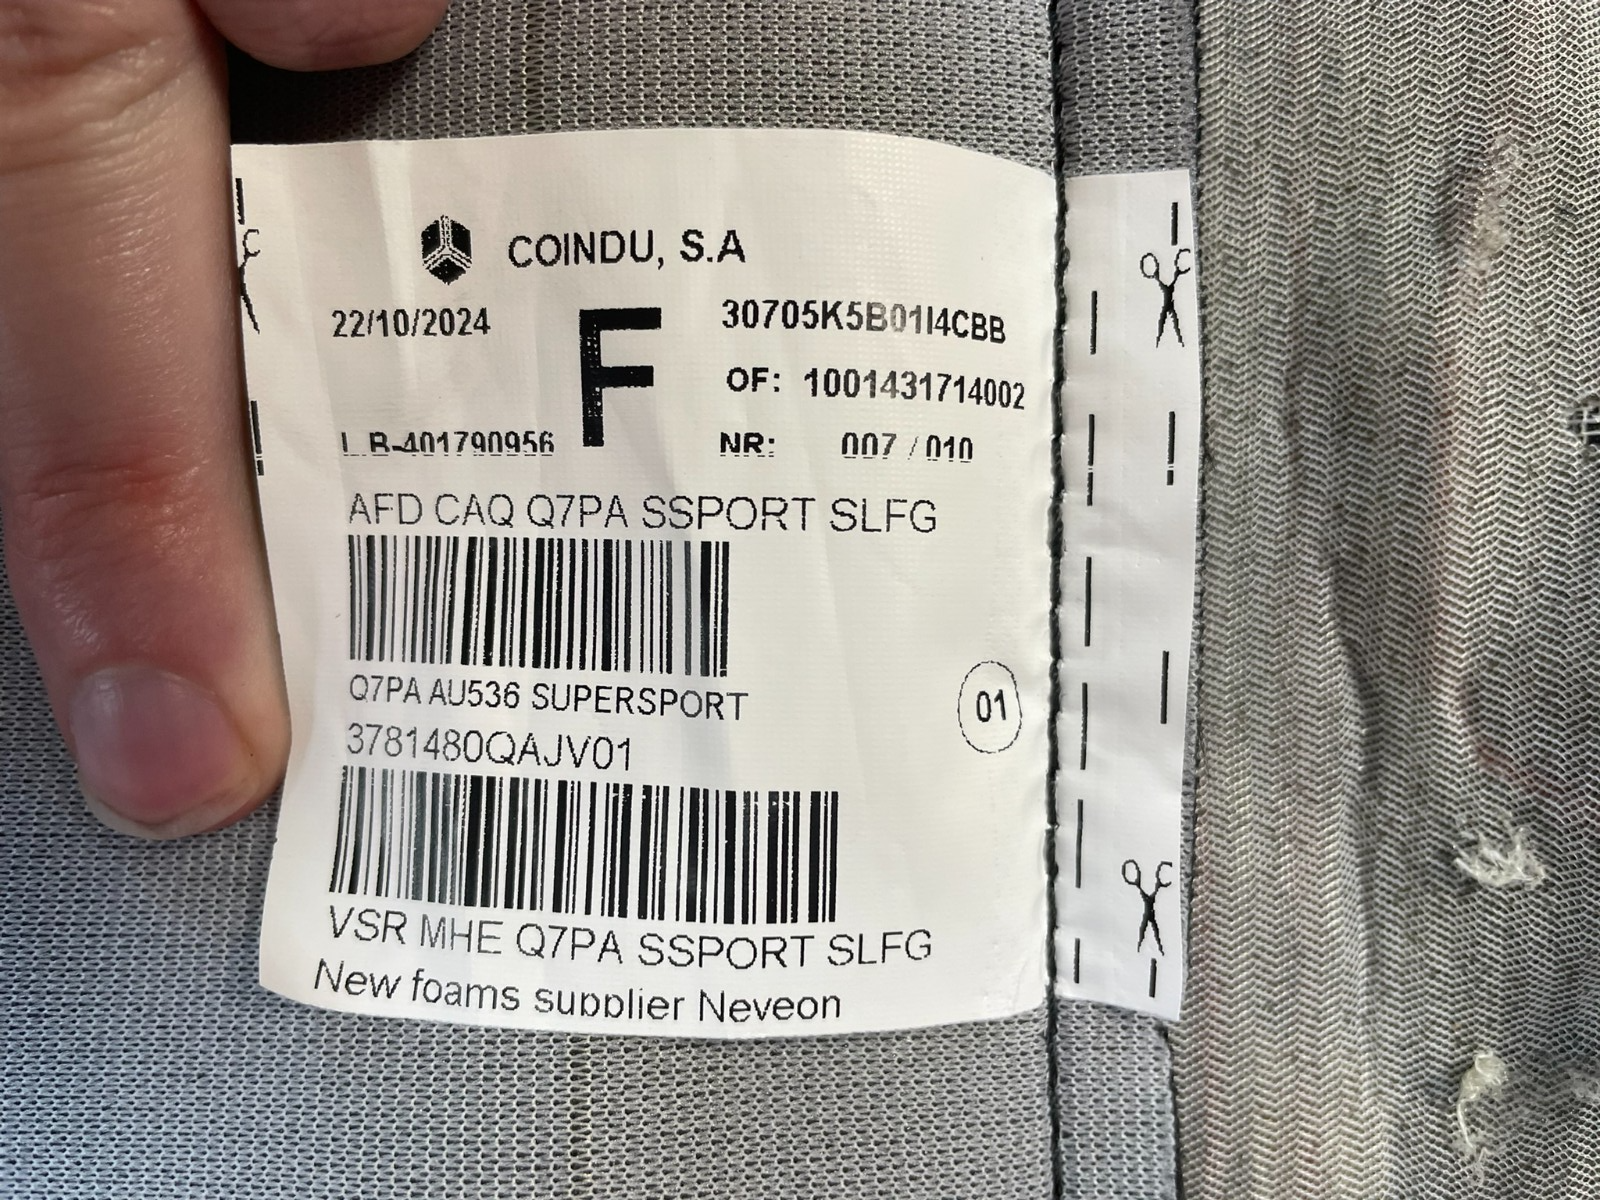 COINDU, S.A
22/10/2024
F
30705K5B01I4CBB
OF: 1001431714002
NR: 007 / 010
401790956
AFD CAQ Q7PA SSPORT SLFG
Q7PA AU536 SUPERSPORT
01
3781480QAJV01
VSR MHE Q7PA SSPORT SLFG
New foams supplier Neveon